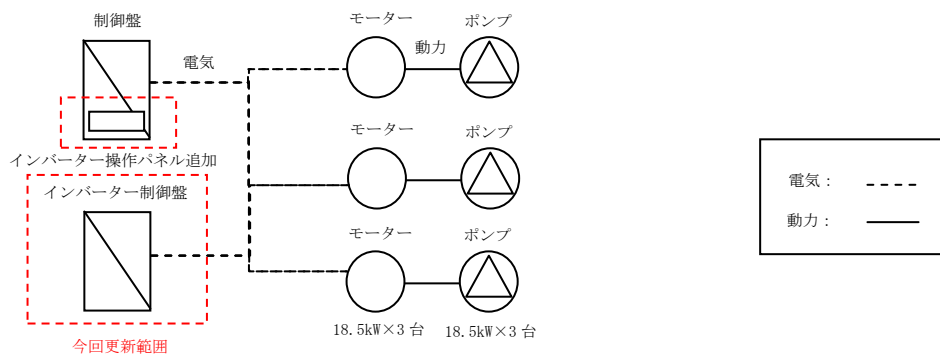 制御盤
モーター
ポンプ
電気
動力
インバーター操作パネル追加
モーター
ポンプ
インバーター制御盤
モーター
ポンプ
18.5kW×3 台
18.5kW×3 台
今回更新範囲
電気：
動力：